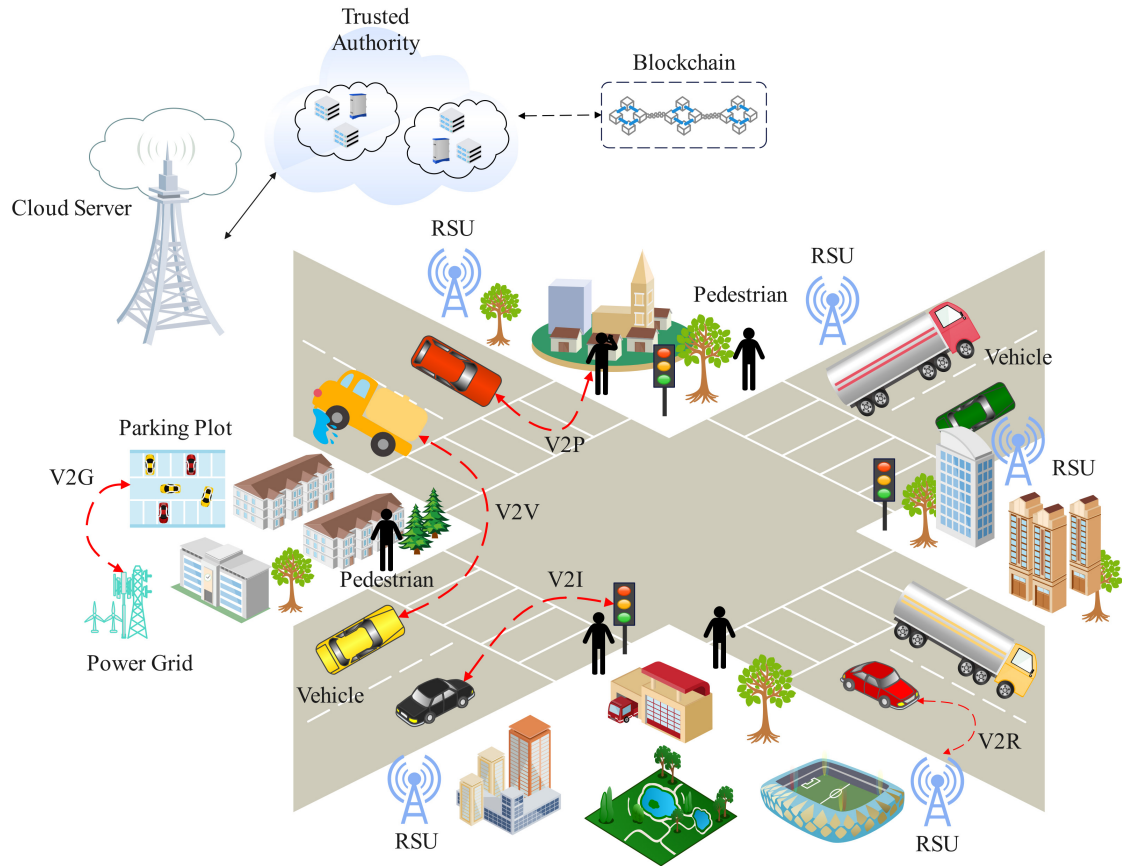 Trusted
Authority
Blockchain
Cloud Server
RSU
RSU
Pedestrian
Vehicle
Parking Plot
V2P
V2G
RSU
V2V
Pedestrian
V2I
Power Grid
Vehicle
V2R
RSU
RSU